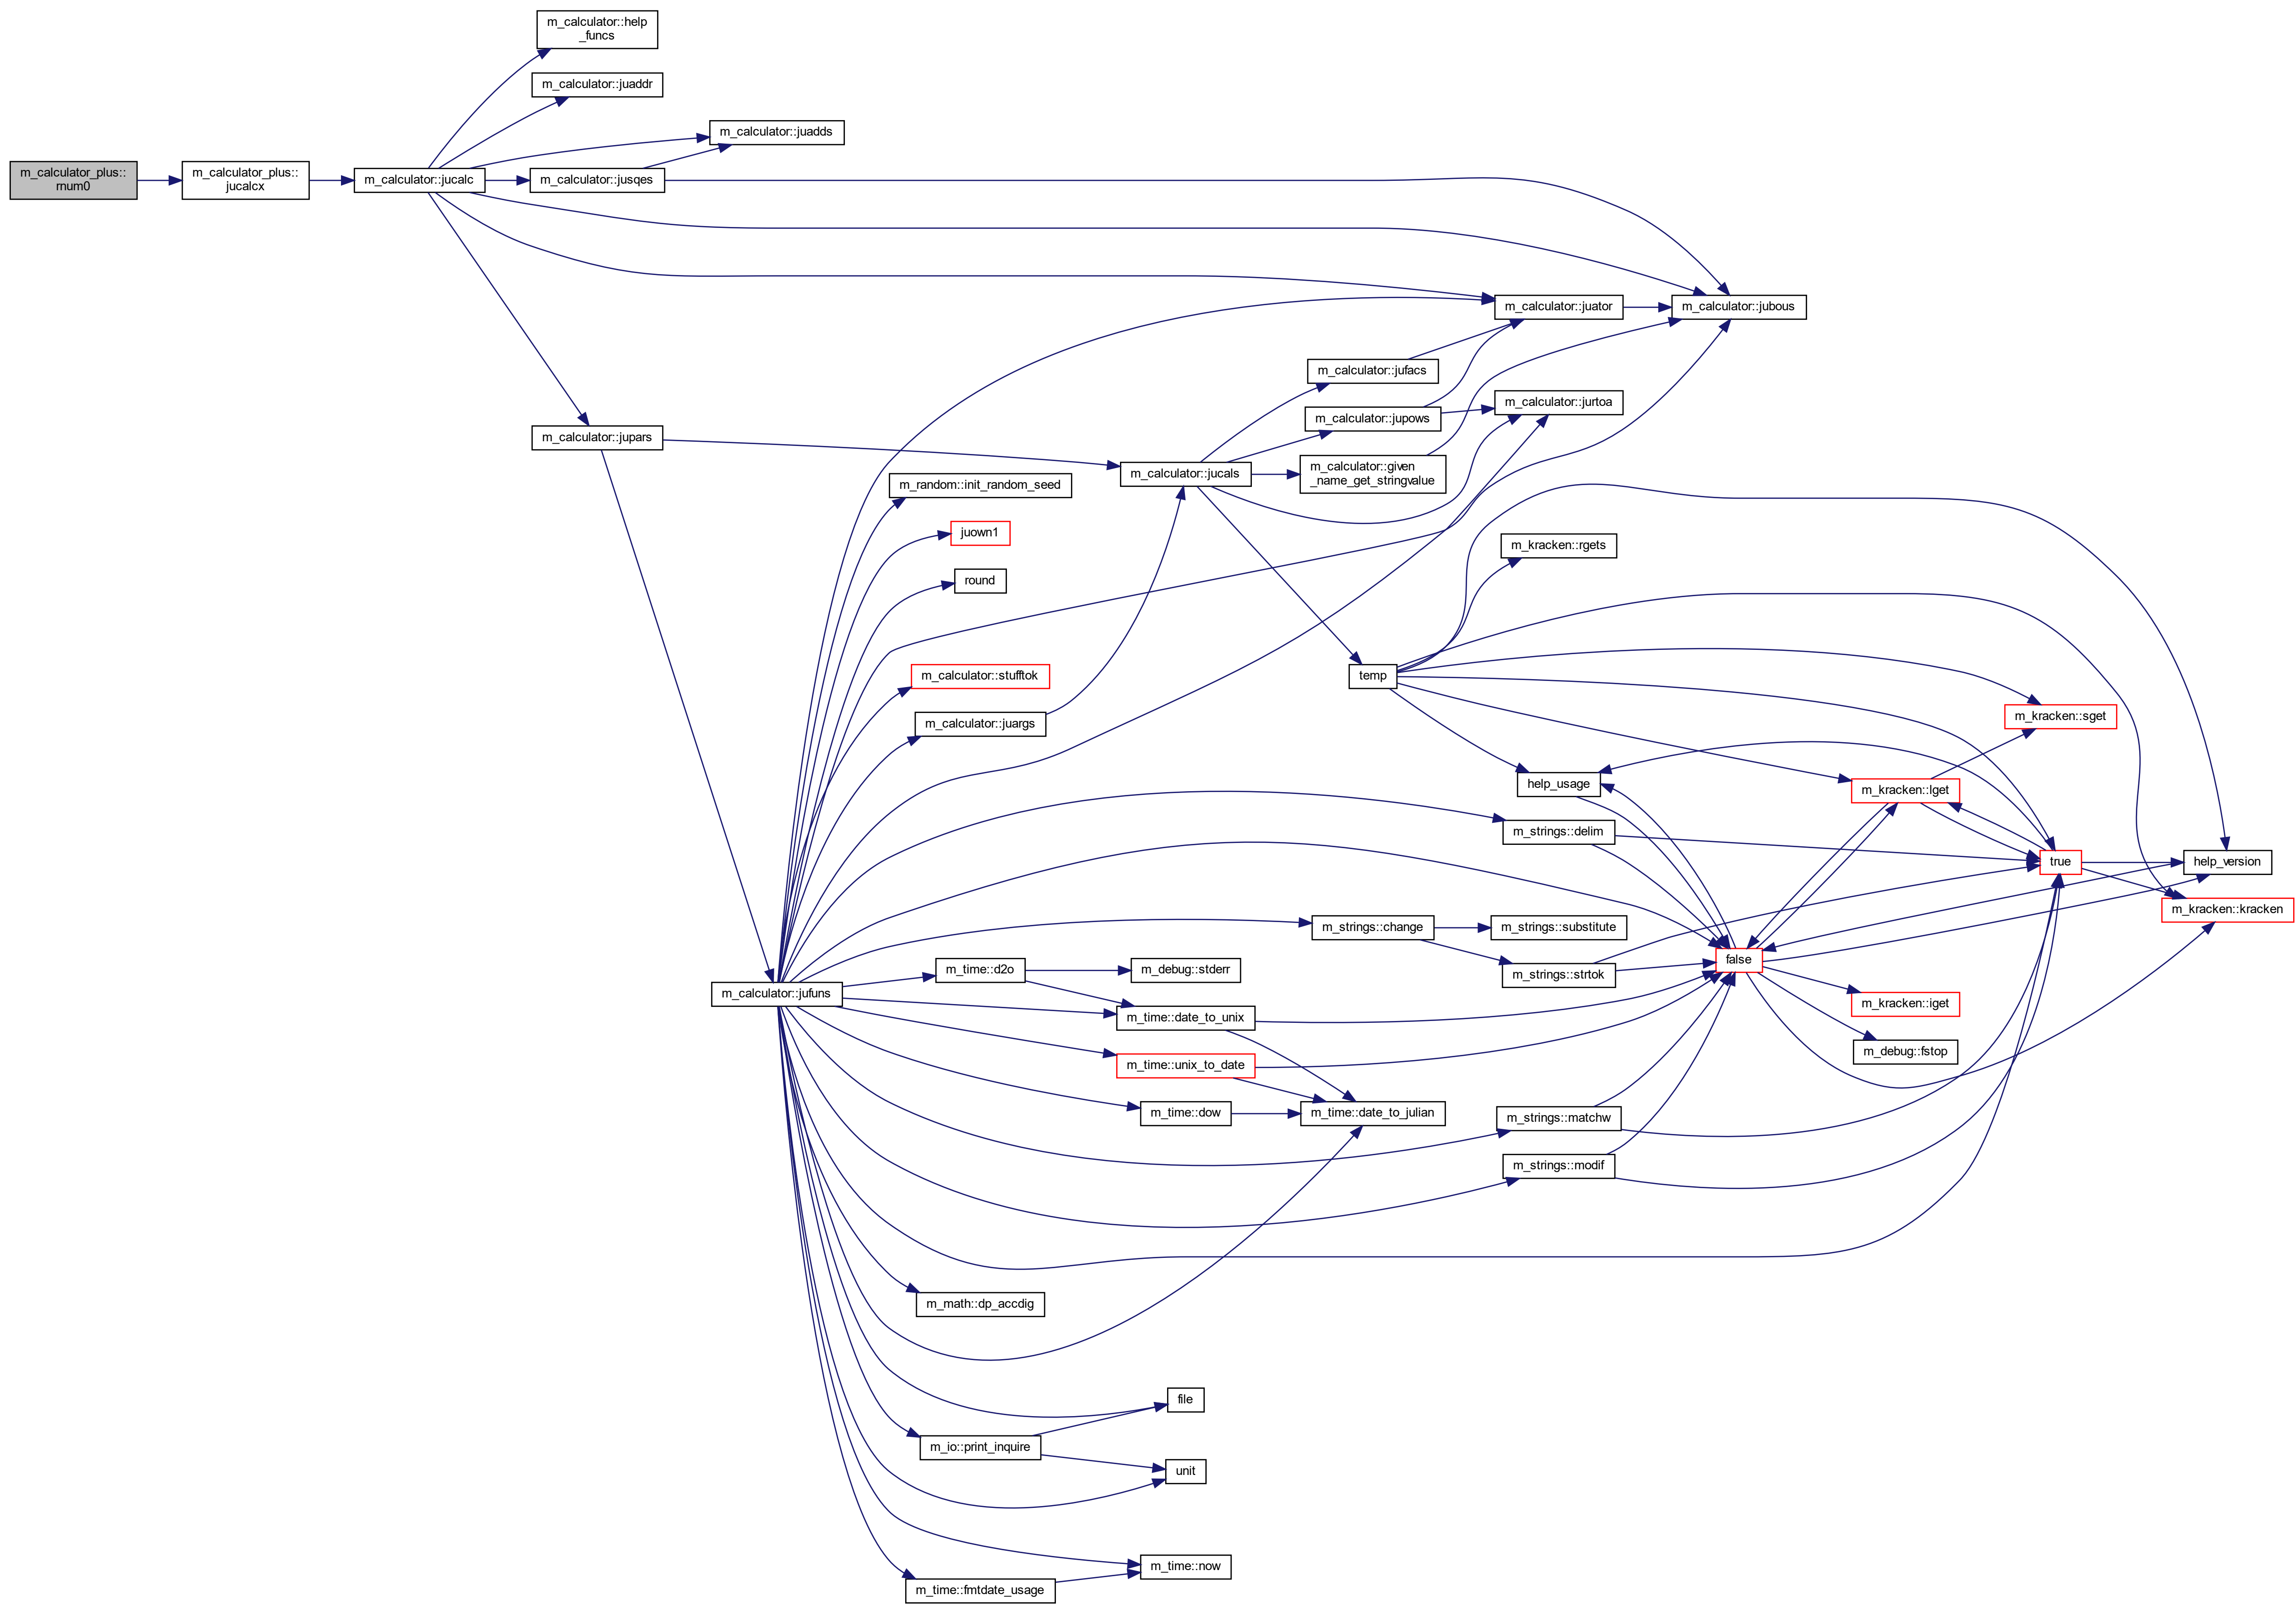 m_calculator::help
_funcs
m_calculator::juaddr
m_calculator::juadds
m_calculator_plus::
rnum0
m_calculator_plus::
jucalcx
m_calculator::jucalc
m_calculator::jusqes
m_calculator::juator
m_calculator::jubous
m_calculator::jufacs
m_calculator::jurtoa
m_calculator::jupows
m_calculator::jupars
m_calculator::jucals
m_calculator::given
_name_get_stringvalue
m_random::init_random_seed
juown1
m_kracken::rgets
round
m_calculator::stufftok
temp
m_calculator::juargs
m_kracken::sget
help_usage
m_kracken::lget
m_strings::delim
true
help_version
m_kracken::kracken
m_strings::change
m_strings::substitute
false
m_time::d2o
m_debug::stderr
m_strings::strtok
m_calculator::jufuns
m_kracken::iget
m_time::date_to_unix
m_debug::fstop
m_time::unix_to_date
m_time::dow
m_time::date_to_julian
m_strings::matchw
m_strings::modif
m_math::dp_accdig
file
m_io::print_inquire
unit
m_time::now
m_time::fmtdate_usage